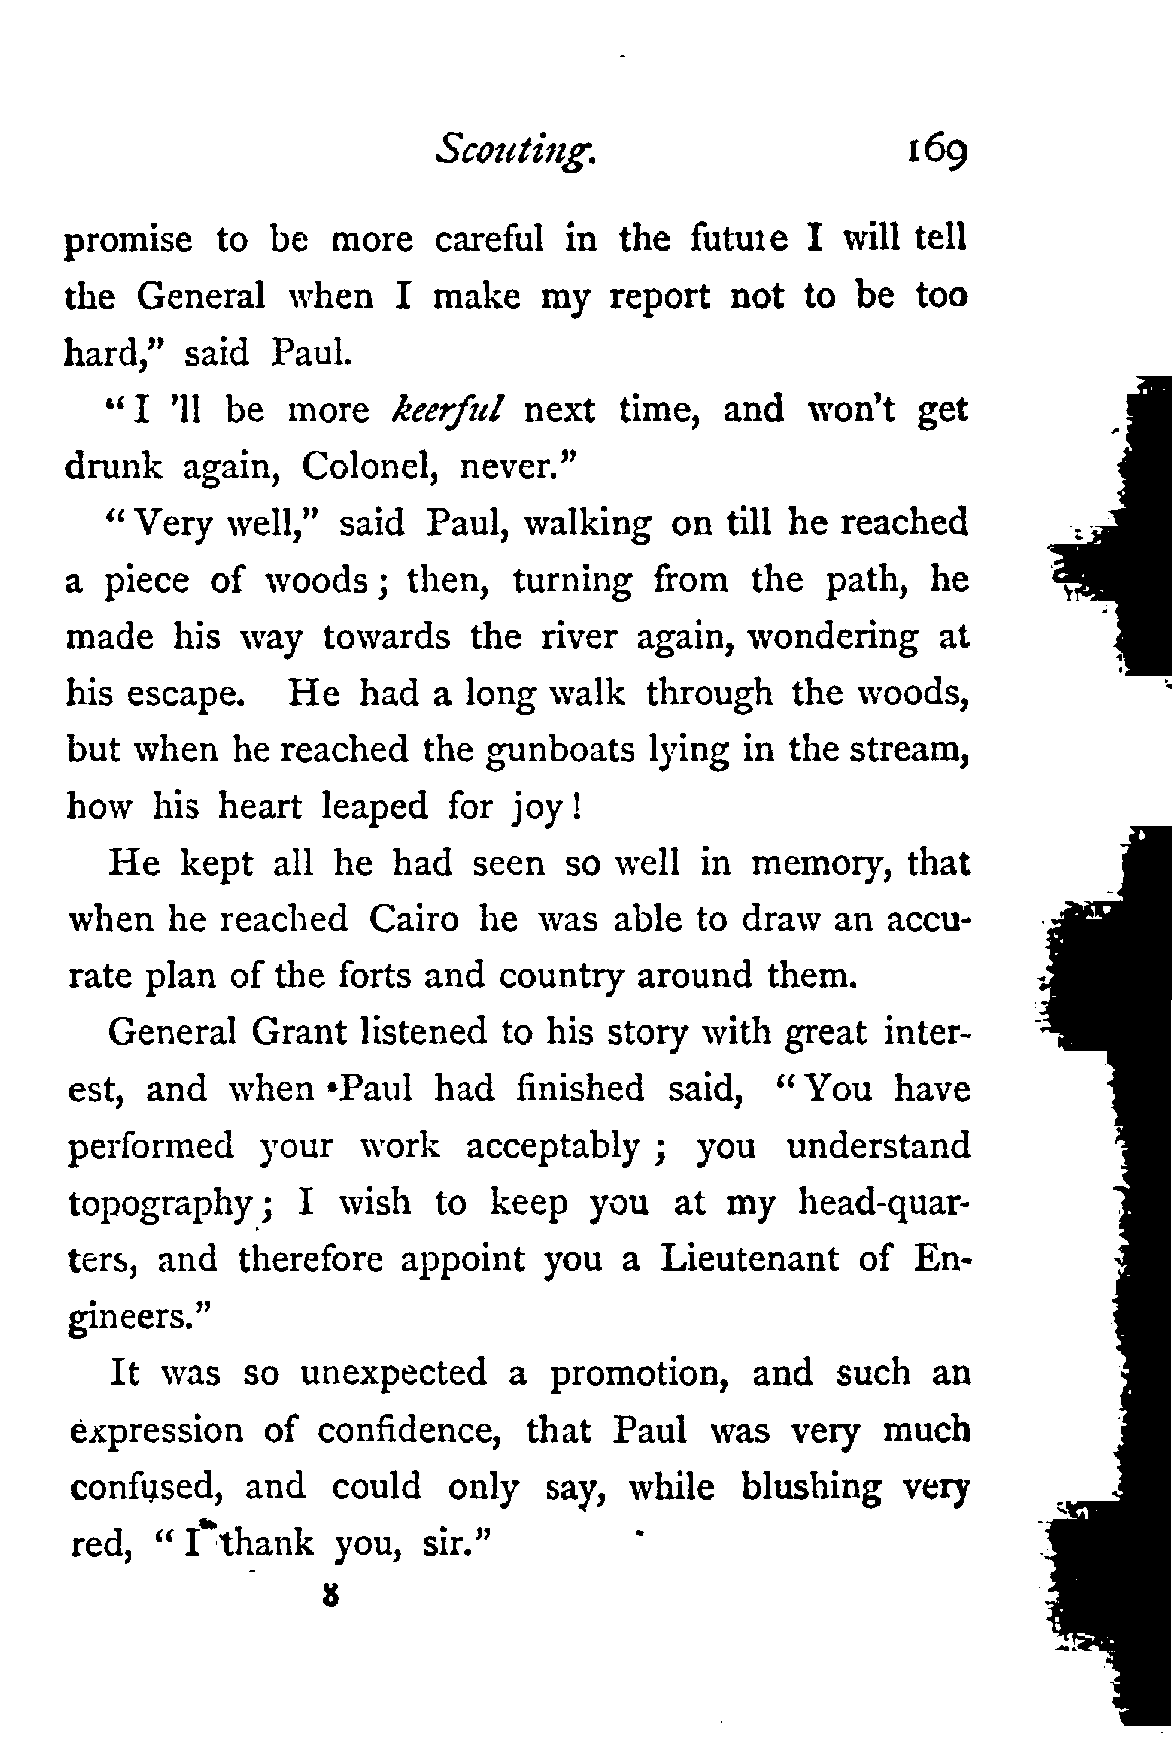 Scouting. 169
promise to be more careful in the future I will tell
the General when I make my report not to be too
hard,” said Paul.
“I ’ll be more keerful next time, and won’t get
drunk again, Colonel, never.”
“Very well,” said Paul, walking on till he reached
a piece of woods; then, turning from the path, he
made his way towards the river again, wondering at
his escape. He had a long walk through the woods,
but when he reached the gunboats lying in the stream,
how his heart leaped for joy!
He kept all he had seen so well in memory, that
when he reached Cairo he was able to draw an accu-
rate plan of the forts and country around them.
General Grant listened to his story with great inter-
est, and when Paul had finished said, “You have
performed your work acceptably; you understand
topography; I wish to keep you at my head-quar-
ters, and therefore appoint you a Lieutenant of En-
gineers.”
It was so unexpected a promotion, and such an
expression of confidence, that Paul was very much
confused, and could only say, while blushing very
red, “I thank you, sir.”
8